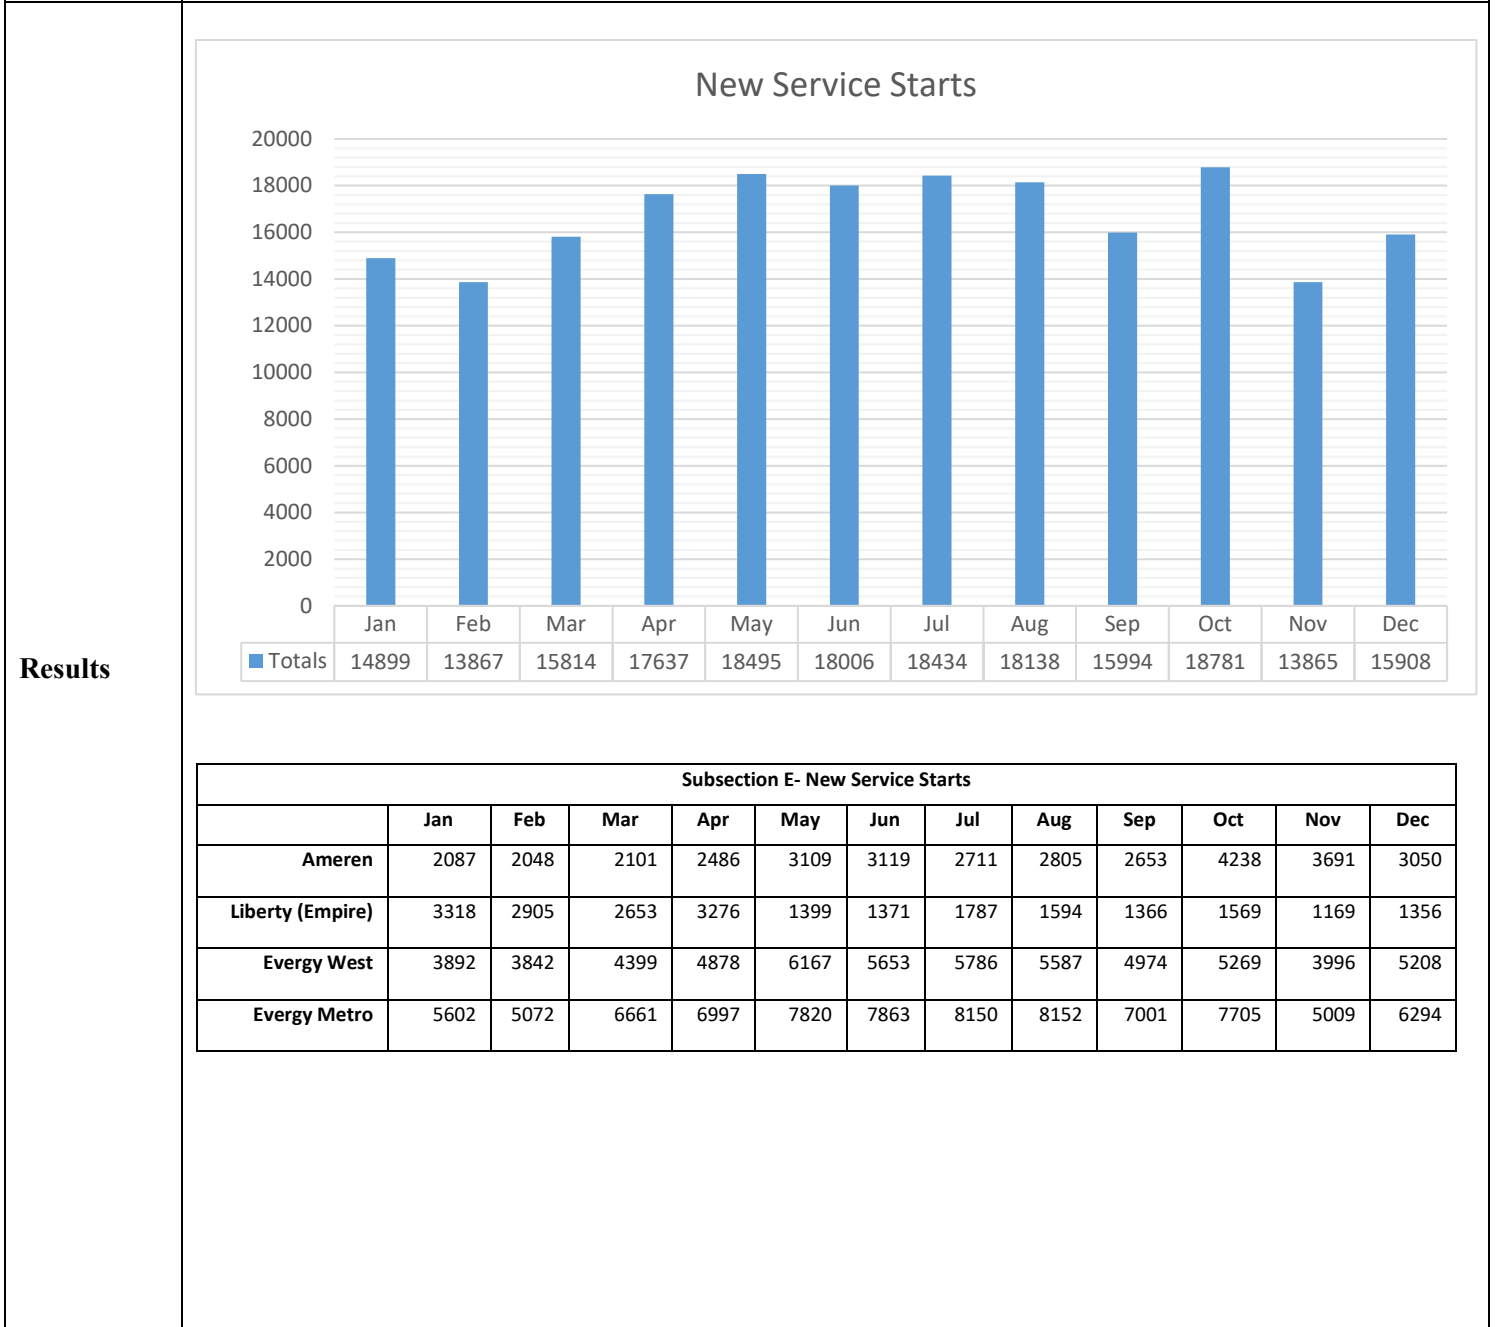 New Service Starts
20000
18000
16000
14000
12000
10000
8000
6000
4000
2000
0
Jan Feb Mar Apr May Jun Jul Aug Sep Oct Nov Dec
Totals 14899 13867 15814 17637 18495 18006 18434 18138 15994 18781 13865 15908
Results
Subsection E- New Service Starts
Jan Feb Mar Apr May Jun Jul Aug Sep Oct Nov Dec
Ameren 2087 2048 2101 2486 3109 3119 2711 2805 2653 4238 3691 3050
Liberty (Empire) 3318 2905 2653 3276 1399 1371 1787 1594 1366 1569 1169 1356
Evergy West 3892 3842 4399 4878 6167 5653 5786 5587 4974 5269 3996 5208
Evergy Metro 5602 5072 6661 6997 7820 7863 8150 8152 7001 7705 5009 6294